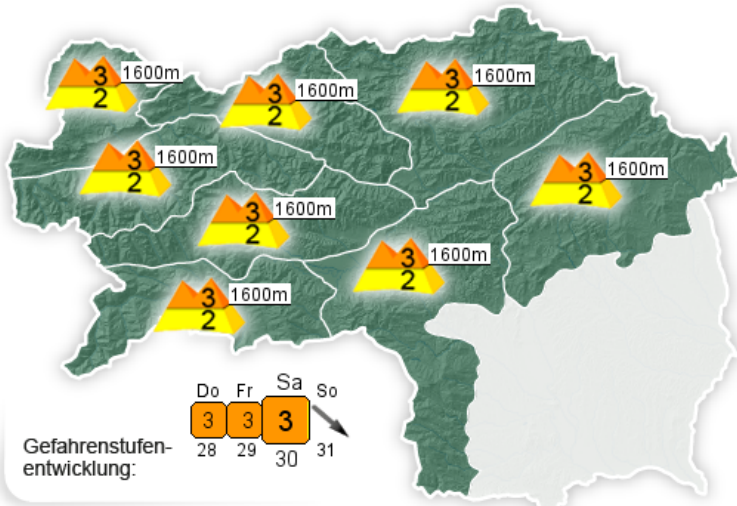 3 1600m
2
3 1600m
2
3 1600m
2
3 1600m
2
3 1600m
2
3 1600m
2
3 1600m
2
3 1600m
2
Do Fr Sa So
3 3 3
28 29 30 31
Gefahrenstufen-
entwicklung: